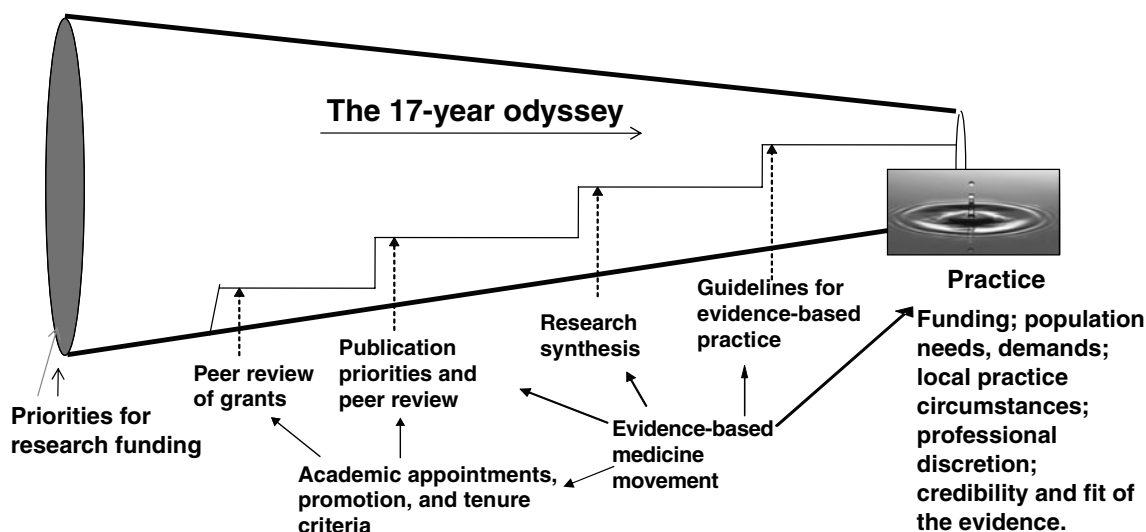 The 17-year odyssey
Priorities for
research funding
Peer review
of grants
Publication
priorities and
peer review
Research
synthesis
Guidelines for
evidence-based
practice
Academic appointments,
promotion, and tenure
criteria
Evidence-based
medicine
movement
Practice
Funding; population
needs, demands;
local practice
circumstances;
professional
discretion;
credibility and fit of
the evidence.